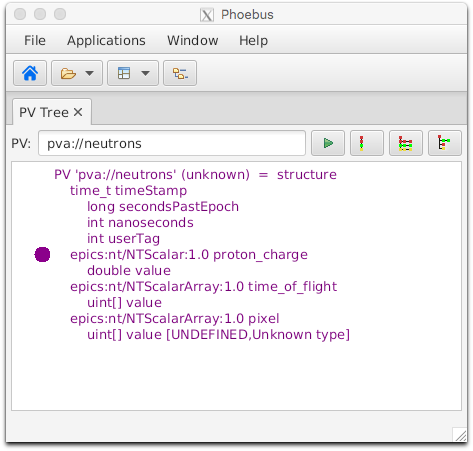 Phoebus
File Applications Window Help
PV Tree
PV: pva://neutrons
PV 'pva://neutrons' (unknown) = structure
time_t timeStamp
long secondsPastEpoch
int nanoseconds
int userTag
epics:nt/NTScalar:1.0 proton_charge
double value
epics:nt/NTScalarArray:1.0 time_of_flight
uint[] value
epics:nt/NTScalarArray:1.0 pixel
uint[] value [UNDEFINED,Unknown type]